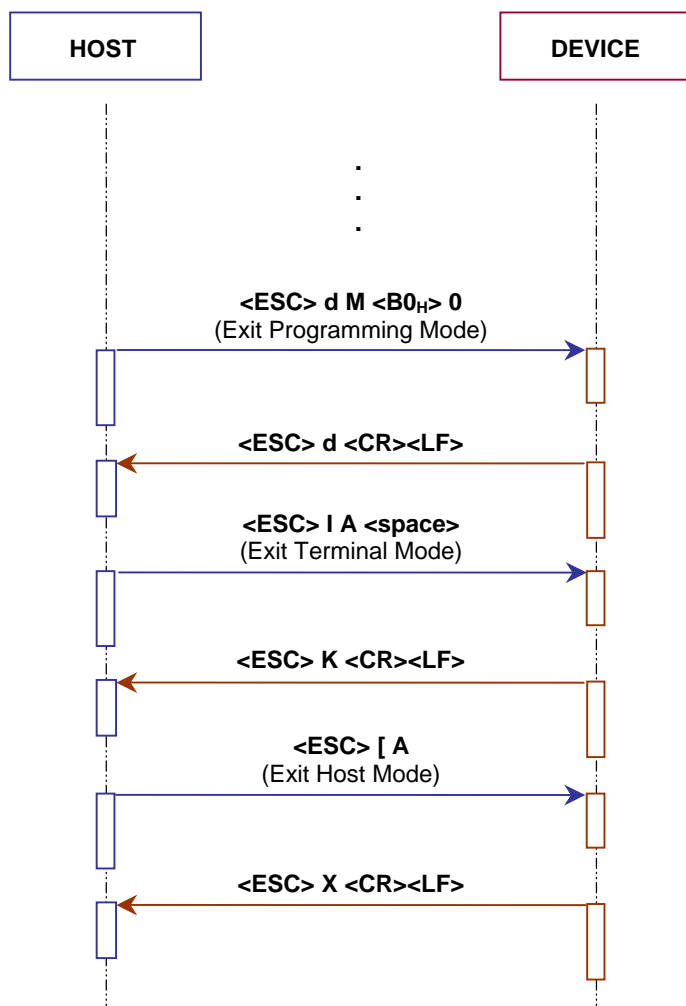 HOST
DEVICE
.
.
.
<ESC> d M <B0H> 0
(Exit Programming Mode)
<ESC> d <CR><LF>
<ESC> I A <space>
(Exit Terminal Mode)
<ESC> K <CR><LF>
<ESC> [ A
(Exit Host Mode)
<ESC> X <CR><LF>